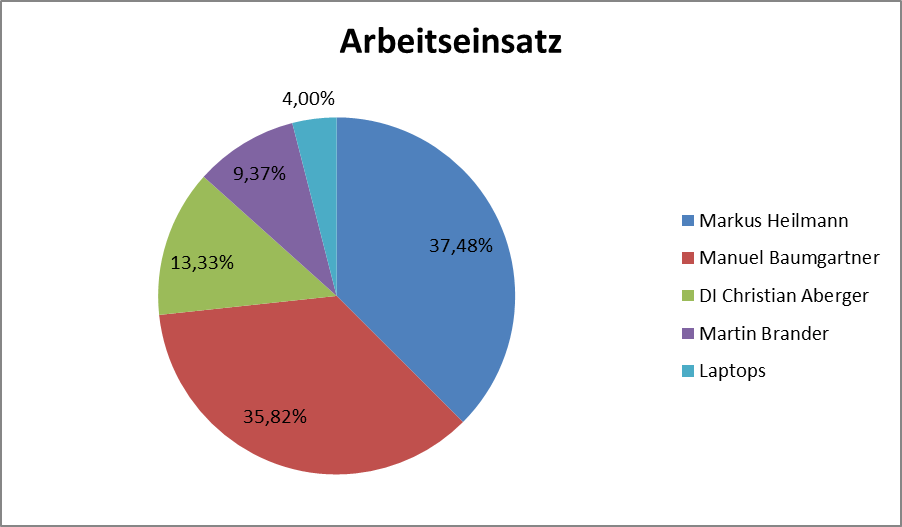 Arbeitseinsatz
4,00%
9,37%
37,48%
13,33%
35,82%
Markus Heilmann
Manuel Baumgartner
DI Christian Aberger
Martin Brander
Laptops